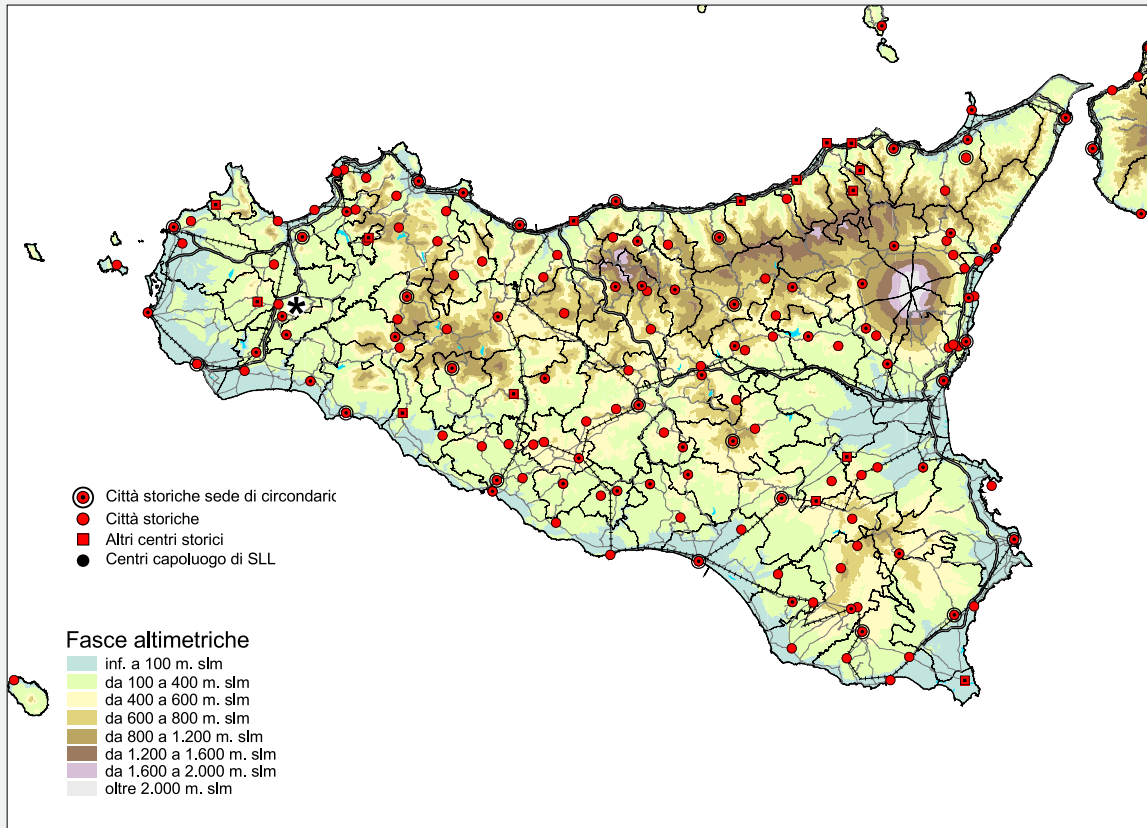 *
Città storiche sede di circondaric
Città storiche
Altri centri storici
Centri capoluogo di SLL
Fasce altimetriche
inf. a 100 m. slm
da 100 a 400 m. slm
da 400 a 600 m. slm
da 600 a 800 m. slm
da 800 a 1.200 m. slm
da 1.200 a 1.600 m. slm
da 1.600 a 2.000 m. slm
oltre 2.000 m. slm